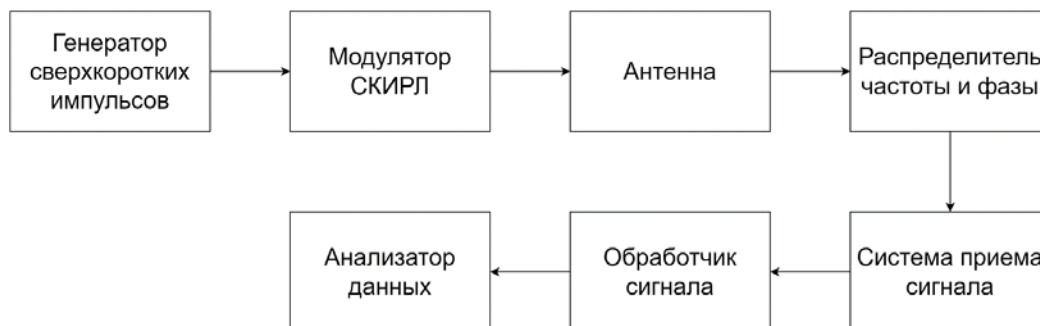 Генератор
сверхкоротких
импульсов
Модулятор
СКИРЛ
Антенна
Распределитель
частоты и фазы
Анализатор
данных
Обработчик
сигнала
Система приема
сигнала